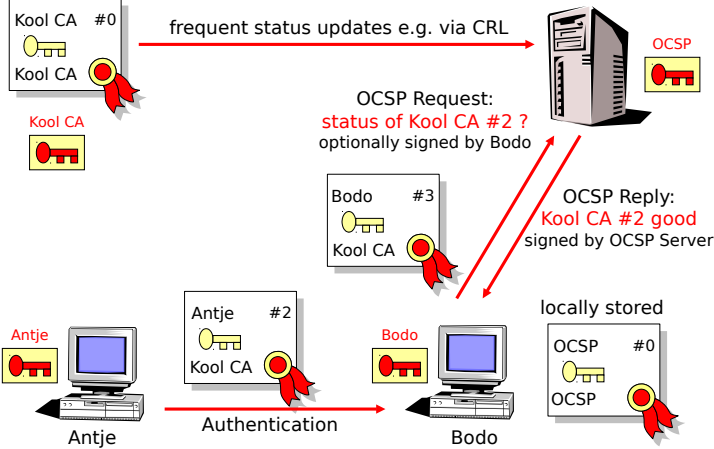 Kool CA #0
Kool CA
Kool CA
frequent status updates e.g. via CRL
OCSP
OCSP Request:
status of Kool CA #2 ?
optionally signed by Bodo
Bodo #3
Kool CA
OCSP Reply:
Kool CA #2 good
signed by OCSP Server
Antje
Antje #2
Kool CA
Authentication
Antje
Bodo
Bodo
locally stored
OCSP #0
OCSP